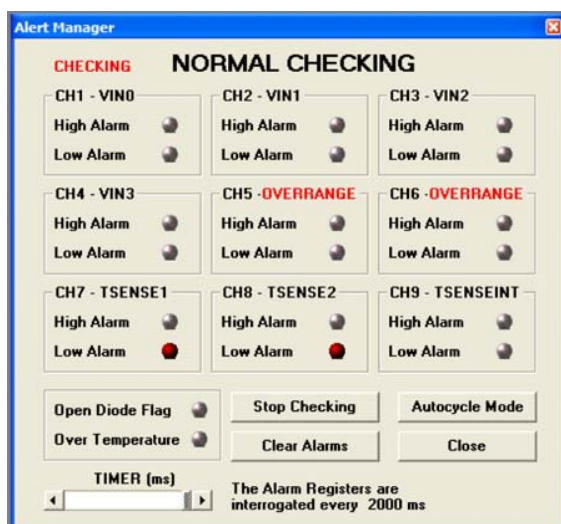 Alert Manager
CHECKING NORMAL CHECKING
CH1 - VIN0
High Alarm
Low Alarm
CH2 - VIN1
High Alarm
Low Alarm
CH3 - VIN2
High Alarm
Low Alarm
CH4 - VIN3
High Alarm
Low Alarm
CH5 -OVERRANGE
High Alarm
Low Alarm
CH6 -OVERRANGE
High Alarm
Low Alarm
CH7 - TSENSE1
High Alarm
Low Alarm
CH8 - TSENSE2
High Alarm
Low Alarm
CH9 - TSENSEINT
High Alarm
Low Alarm
Open Diode Flag
Over Temperature
Stop Checking
Autocycle Mode
Clear Alarms
Close
TIMER (ms)
The Alarm Registers are
interrogated every 2000 ms